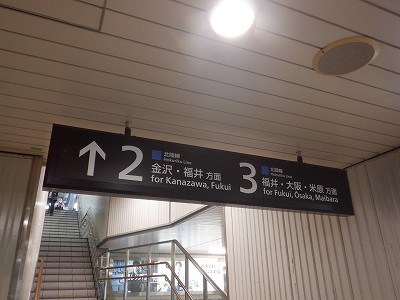 2
北陸線
Hokuriku Line
金沢・福井 方面
for Kanazawa, Fukui
3
北陸線
Hokuriku Line
福井・大阪・米原 方面
for Fukui, Ōsaka, Maibara